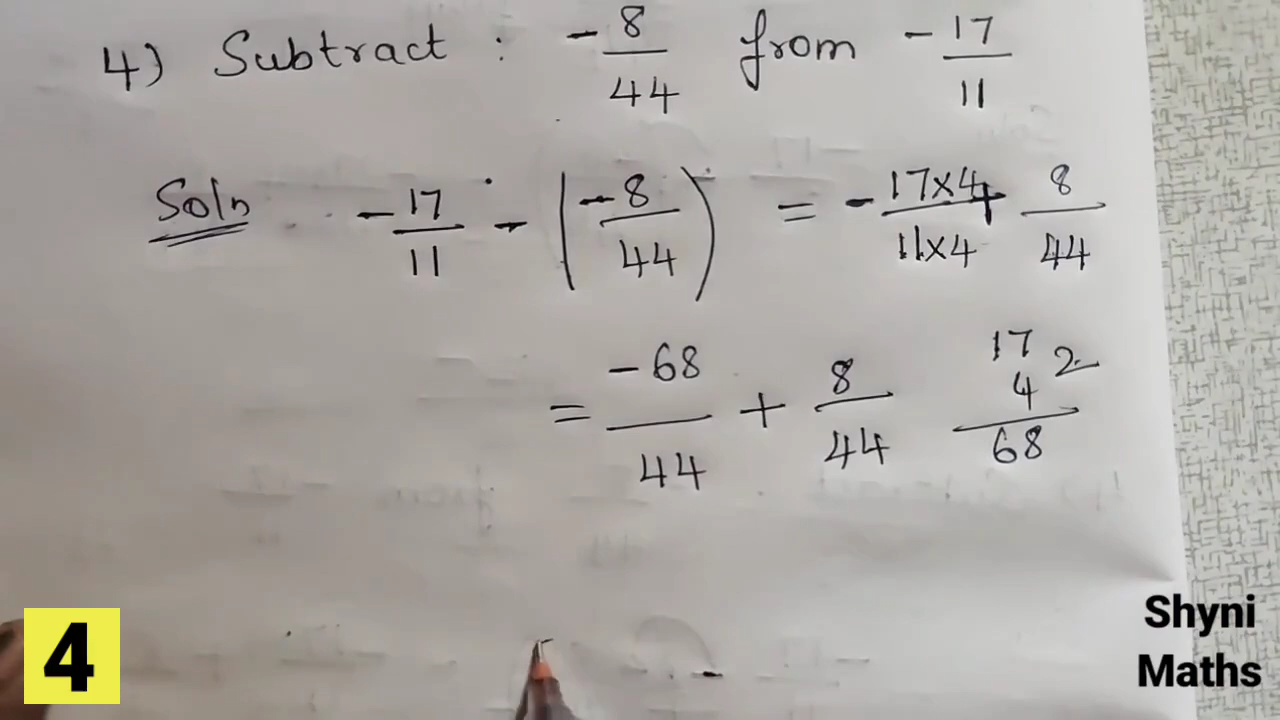 4) Subtract : -8/44 from -17/11
Soln -17/11 - (-8/44) = -17×4/11×4 + 8/44
= -68/44 + 8/44
17 2
4
68
4
Shyni
Maths